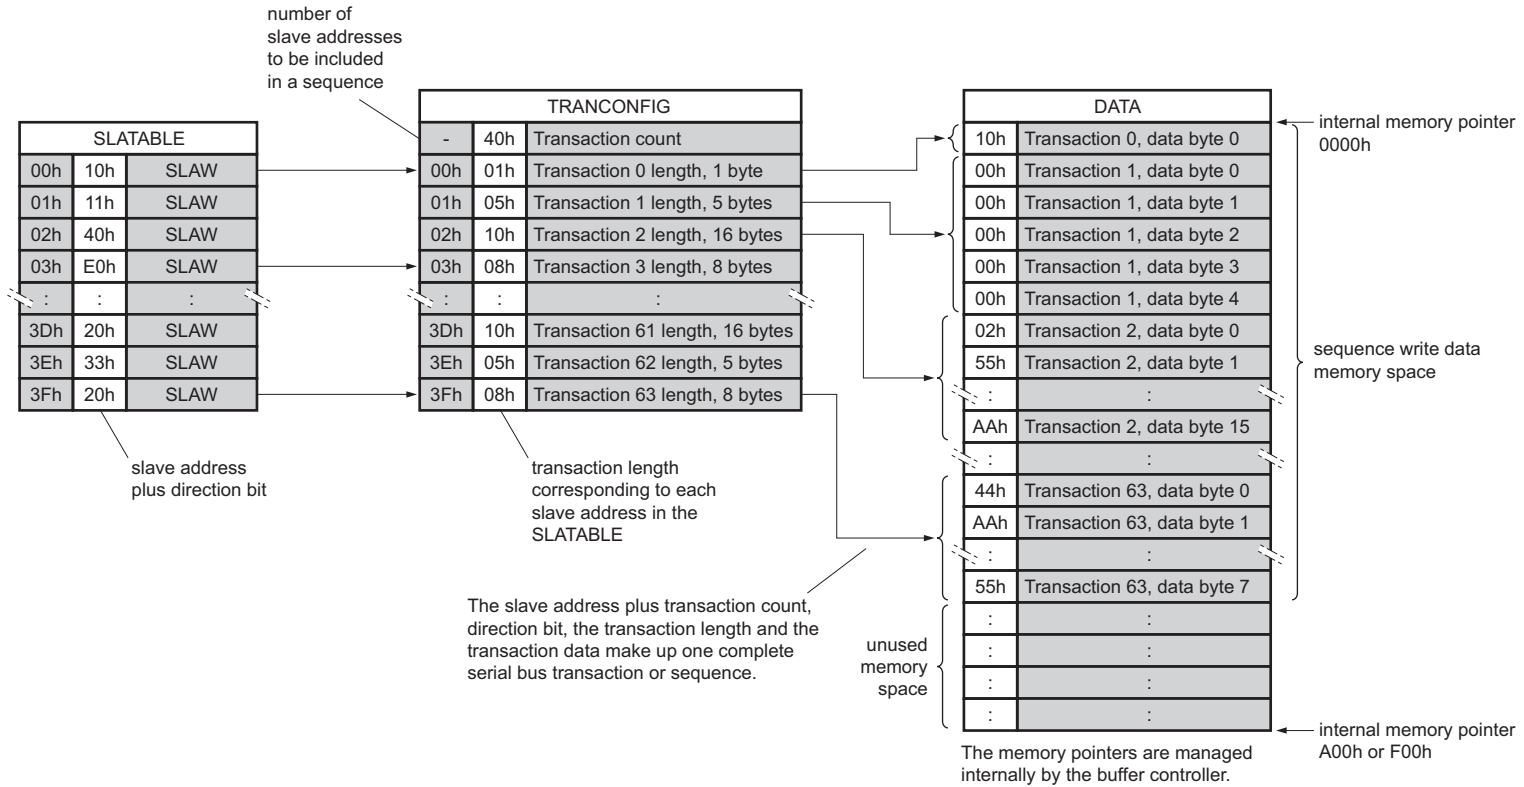 number of
slave addresses
to be included
in a sequence
SLATABLE
00h 10h SLAW
01h 11h SLAW
02h 40h SLAW
03h E0h SLAW
: : :
3Dh 20h SLAW
3Eh 33h SLAW
3Fh 20h SLAW
slave address
plus direction bit
TRANCONFIG
- 40h Transaction count
00h 01h Transaction 0 length, 1 byte
01h 05h Transaction 1 length, 5 bytes
02h 10h Transaction 2 length, 16 bytes
03h 08h Transaction 3 length, 8 bytes
: : :
3Dh 10h Transaction 61 length, 16 bytes
3Eh 05h Transaction 62 length, 5 bytes
3Fh 08h Transaction 63 length, 8 bytes
transaction length
corresponding to each
slave address in the
SLATABLE
The slave address plus transaction count,
direction bit, the transaction length and the
transaction data make up one complete
serial bus transaction or sequence.
DATA
10h Transaction 0, data byte 0
00h Transaction 1, data byte 0
00h Transaction 1, data byte 1
00h Transaction 1, data byte 2
00h Transaction 1, data byte 3
00h Transaction 1, data byte 4
02h Transaction 2, data byte 0
55h Transaction 2, data byte 1
: :
AAh Transaction 2, data byte 15
: :
44h Transaction 63, data byte 0
AAh Transaction 63, data byte 1
: :
55h Transaction 63, data byte 7
: :
: :
: :
: :
unused
memory
space
internal memory pointer
0000h
sequence write data
memory space
internal memory pointer
A00h or F00h
The memory pointers are managed
internally by the buffer controller.